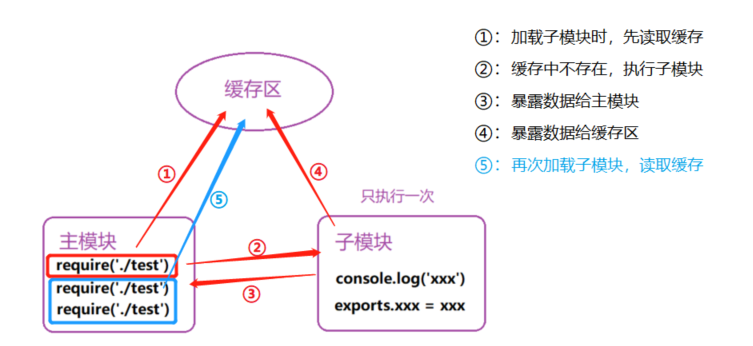 ①：加载子模块时，先读取缓存
②：缓存中不存在，执行子模块
③：暴露数据给主模块
④：暴露数据给缓存区
⑤：再次加载子模块，读取缓存
缓存区
①
⑤
④
只执行一次
主模块
require('./test')
require('./test')
require('./test')
②
③
子模块
console.log('xxx')
exports.xxx = xxx